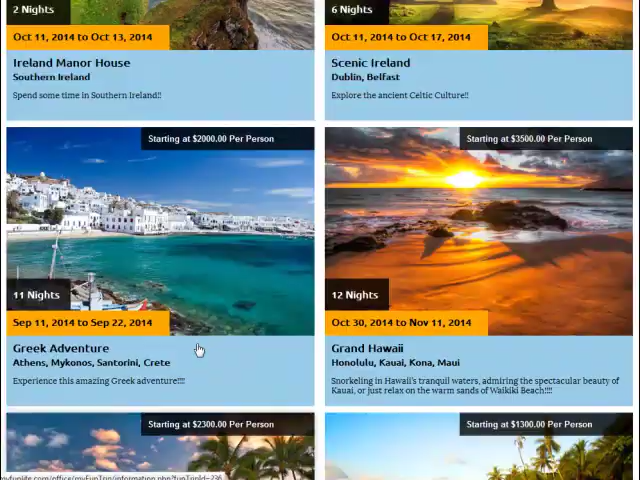 2 Nights
Oct 11, 2014 to Oct 13, 2014
Ireland Manor House
Southern Ireland
Spend some time in Southern Ireland!!
6 Nights
Oct 11, 2014 to Oct 17, 2014
Scenic Ireland
Dublin, Belfast
Explore the ancient Celtic Culture!!
Starting at $2000.00 Per Person
11 Nights
Sep 11, 2014 to Sep 22, 2014
Greek Adventure
Athens, Mykonos, Santorini, Crete
Experience this amazing Greek adventure!!!!
Starting at $3500.00 Per Person
12 Nights
Oct 30, 2014 to Nov 11, 2014
Grand Hawaii
Honolulu, Kauai, Kona, Maui
Snorkeling in Hawaii's tranquil waters, admiring the spectacular beauty of
Kauai, or just relax on the warm sands of Waikiki Beach!!!!
Starting at $2300.00 Per Person
Starting at $1300.00 Per Person